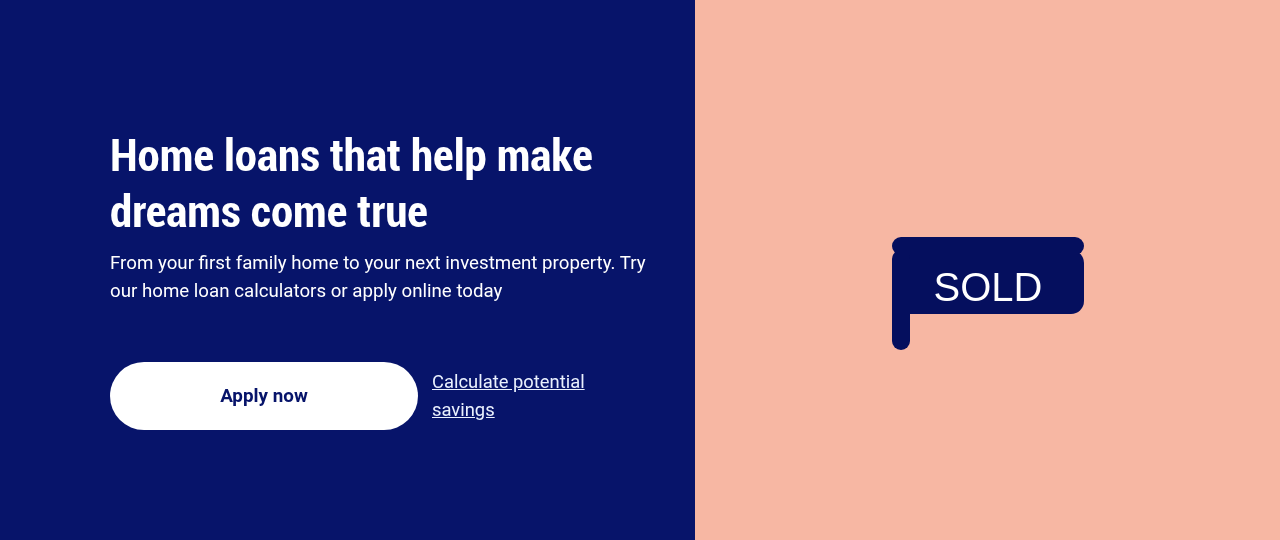 Home loans that help make
dreams come true
From your first family home to your next investment property. Try
our home loan calculators or apply online today
Apply now
Calculate potential
savings
SOLD